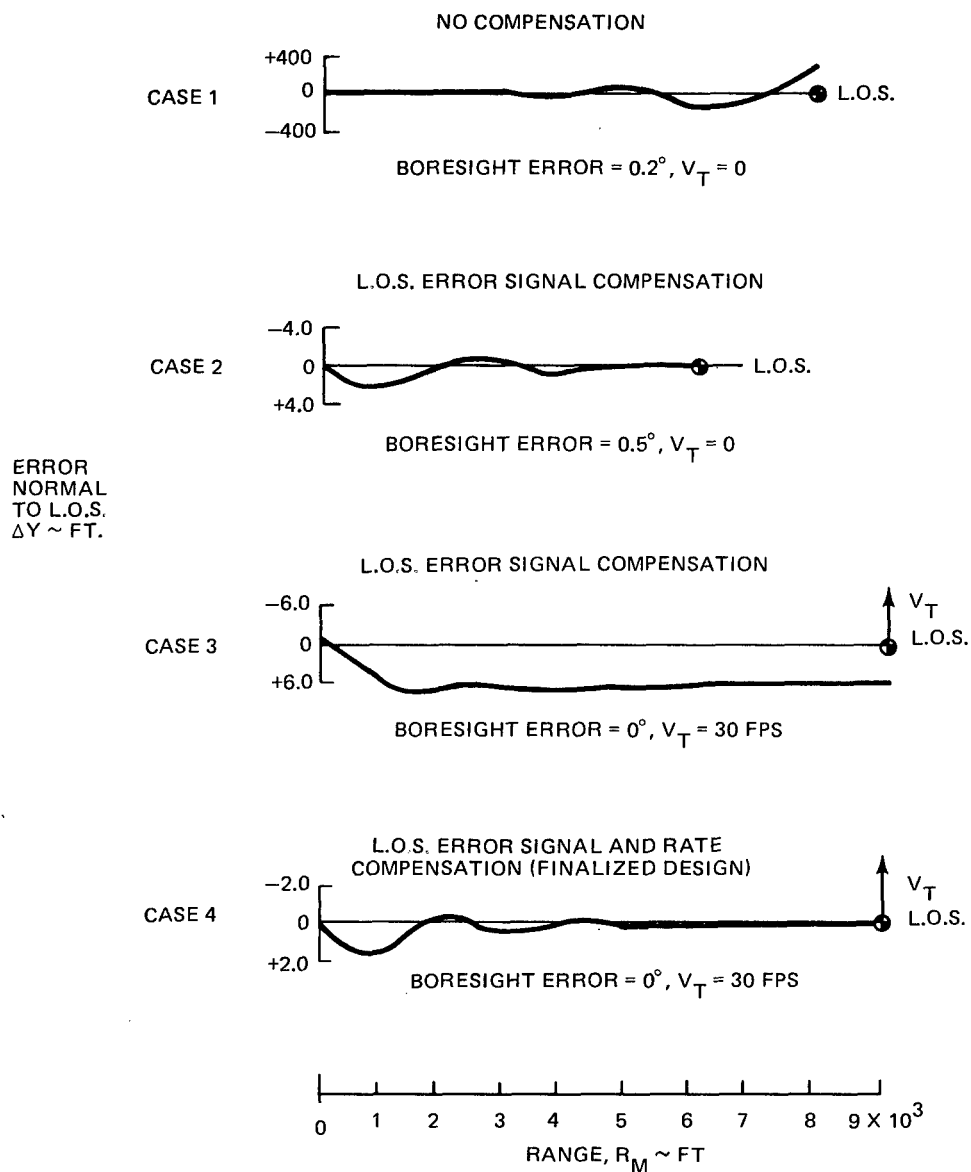 NO COMPENSATION
+400
0
−400
CASE 1
L.O.S.
BORESIGHT ERROR = 0.2°, V_T = 0
L.O.S. ERROR SIGNAL COMPENSATION
−4.0
0
+4.0
CASE 2
L.O.S.
BORESIGHT ERROR = 0.5°, V_T = 0
ERROR
NORMAL
TO L.O.S.
ΔY ~ FT.
L.O.S. ERROR SIGNAL COMPENSATION
−6.0
0
+6.0
CASE 3
V_T
L.O.S.
BORESIGHT ERROR = 0°, V_T = 30 FPS
L.O.S. ERROR SIGNAL AND RATE
COMPENSATION (FINALIZED DESIGN)
−2.0
0
+2.0
CASE 4
V_T
L.O.S.
BORESIGHT ERROR = 0°, V_T = 30 FPS
0 1 2 3 4 5 6 7 8 9 X 10³
RANGE, R_M ~ FT